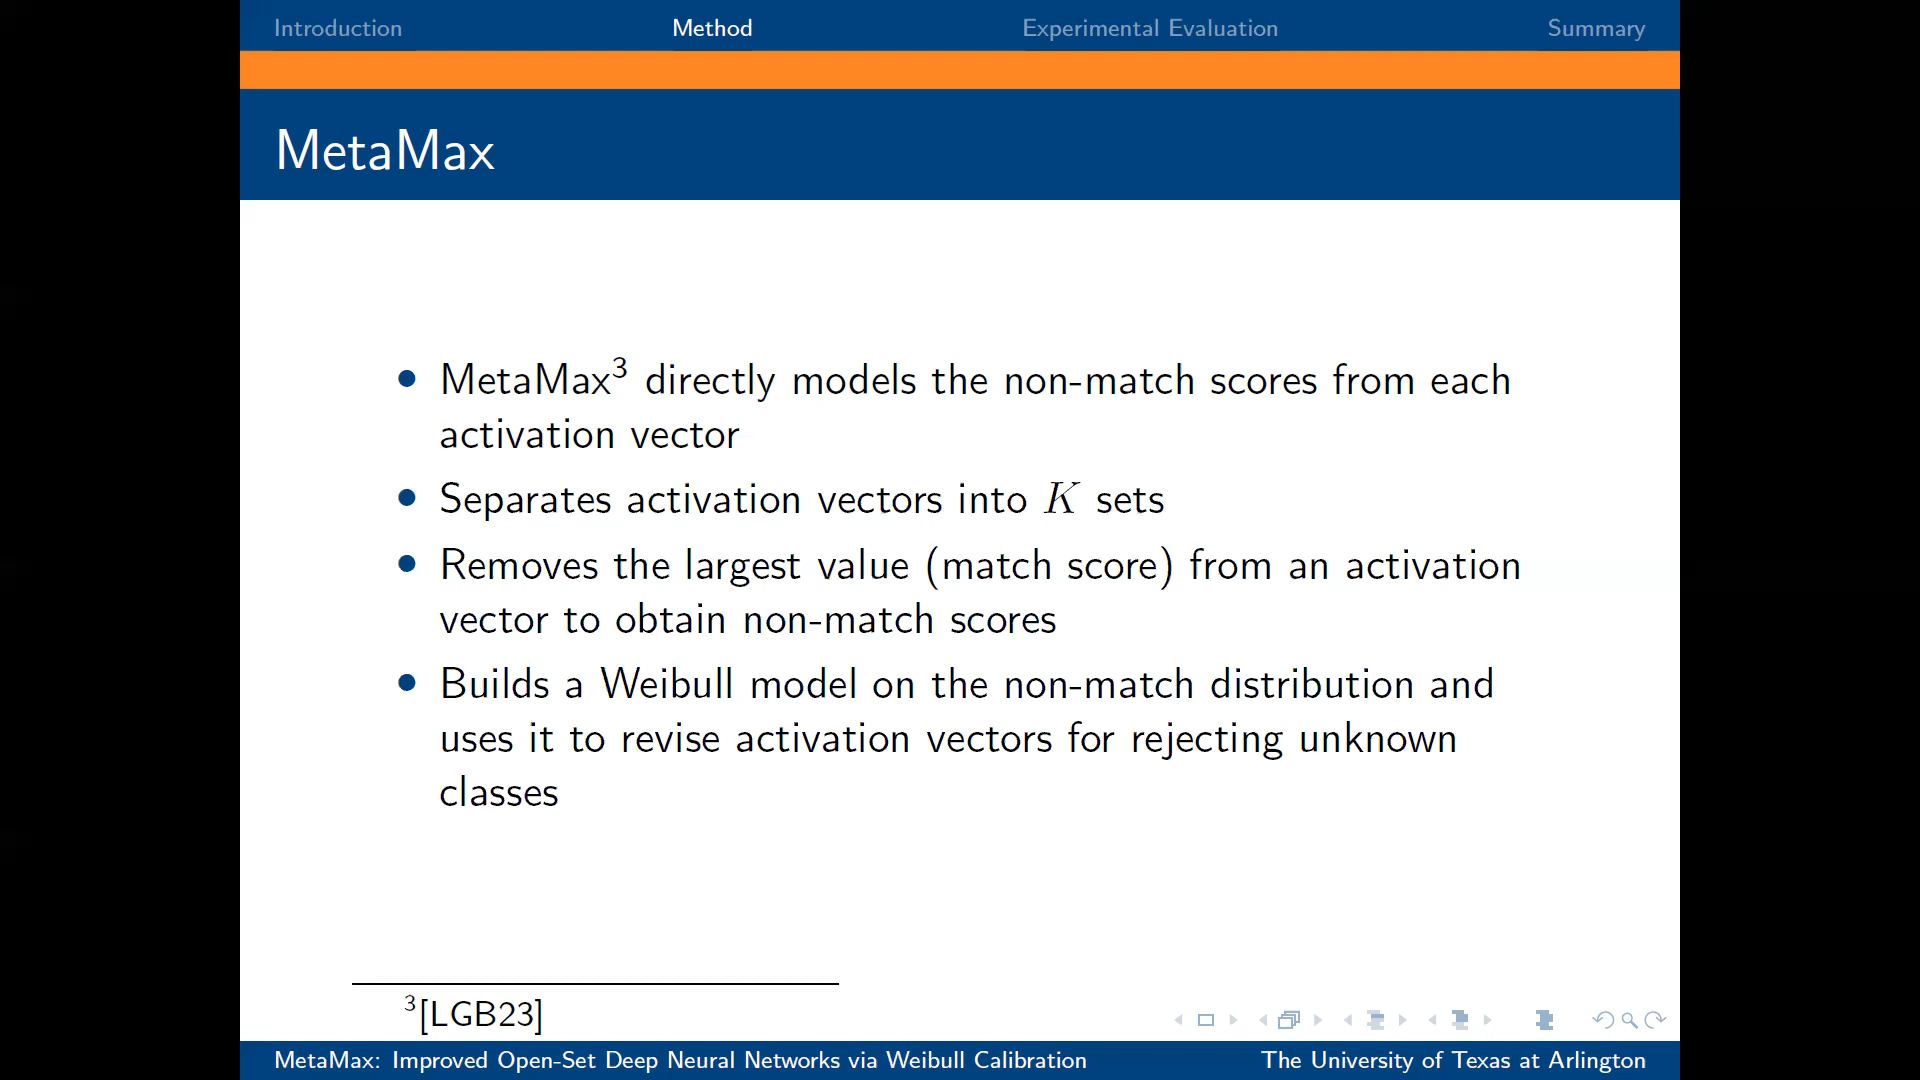 Introduction Method Experimental Evaluation Summary
MetaMax
• MetaMax³ directly models the non-match scores from each
activation vector
• Separates activation vectors into K sets
• Removes the largest value (match score) from an activation
vector to obtain non-match scores
• Builds a Weibull model on the non-match distribution and
uses it to revise activation vectors for rejecting unknown
classes
³[LGB23]
MetaMax: Improved Open-Set Deep Neural Networks via Weibull Calibration The University of Texas at Arlington